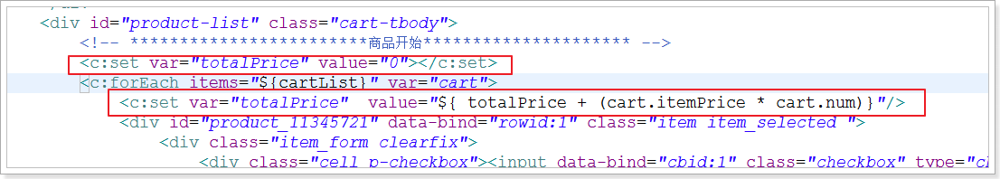 <div id="product-list" class="cart-tbody">
<!-- ************************商品开始********************* -->
<c:set var="totalPrice" value="0"></c:set>
<c:forEach items="${cartList}" var="cart">
<c:set var="totalPrice"  value="${ totalPrice + (cart.itemPrice * cart.num)}"/>
<div id="product_11345721" data-bind="rowid:1" class="item item_selected ">
<div class="item_form clearfix">
<div class="cell p-checkbox"><input data-bind="cbid:1" class="checkbox" type="